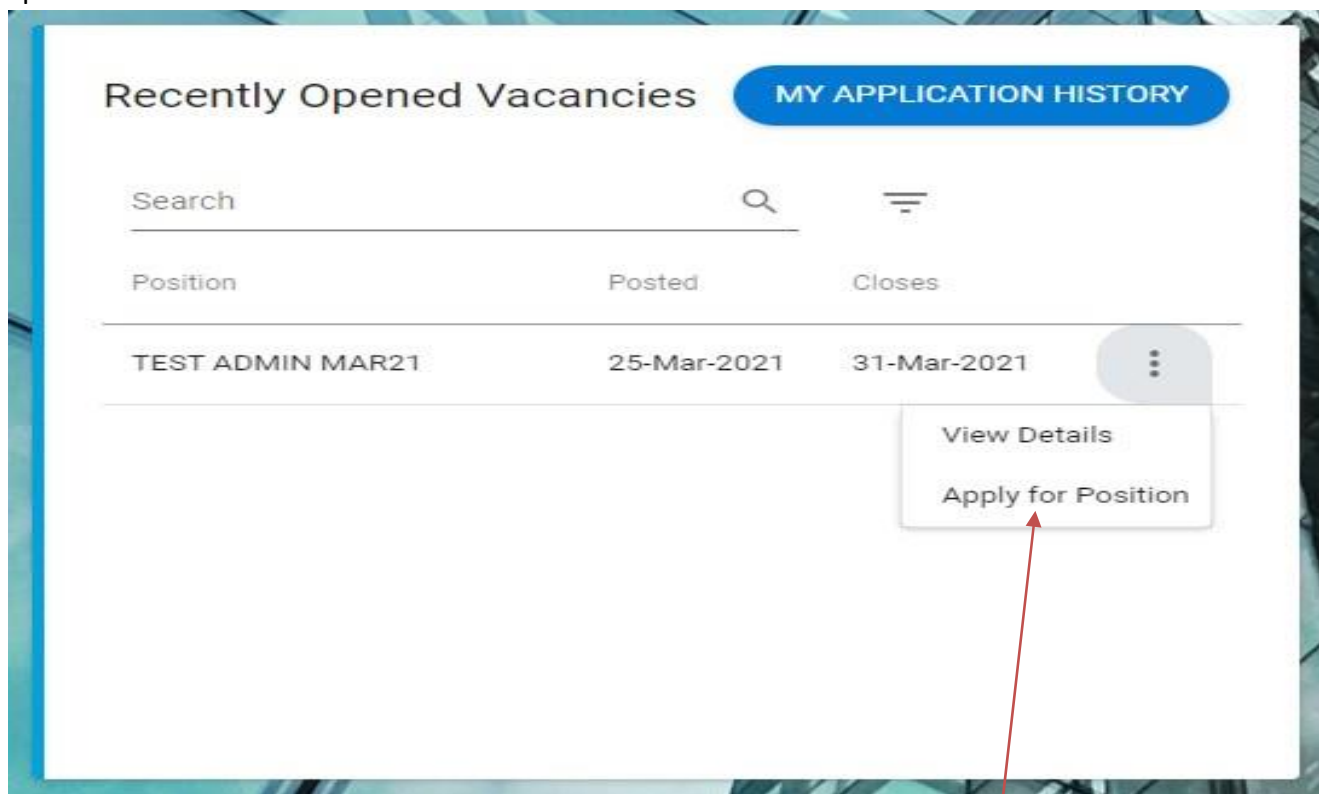 Recently Opened Vacancies MY APPLICATION HISTORY
Search
Position Posted Closes
TEST ADMIN MAR21 25-Mar-2021 31-Mar-2021
View Details
Apply for Position